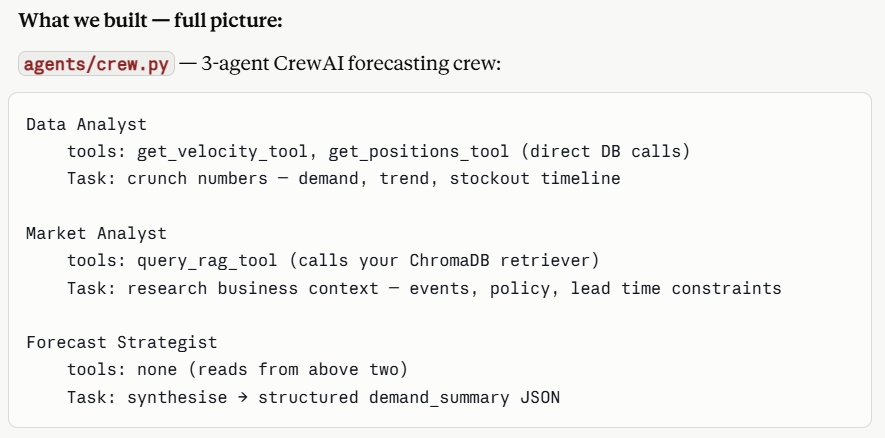 What we built — full picture:
agents/crew.py — 3-agent CrewAI forecasting crew:
Data Analyst
tools: get_velocity_tool, get_positions_tool (direct DB calls)
Task: crunch numbers — demand, trend, stockout timeline
Market Analyst
tools: query_rag_tool (calls your ChromaDB retriever)
Task: research business context — events, policy, lead time constraints
Forecast Strategist
tools: none (reads from above two)
Task: synthesise → structured demand_summary JSON